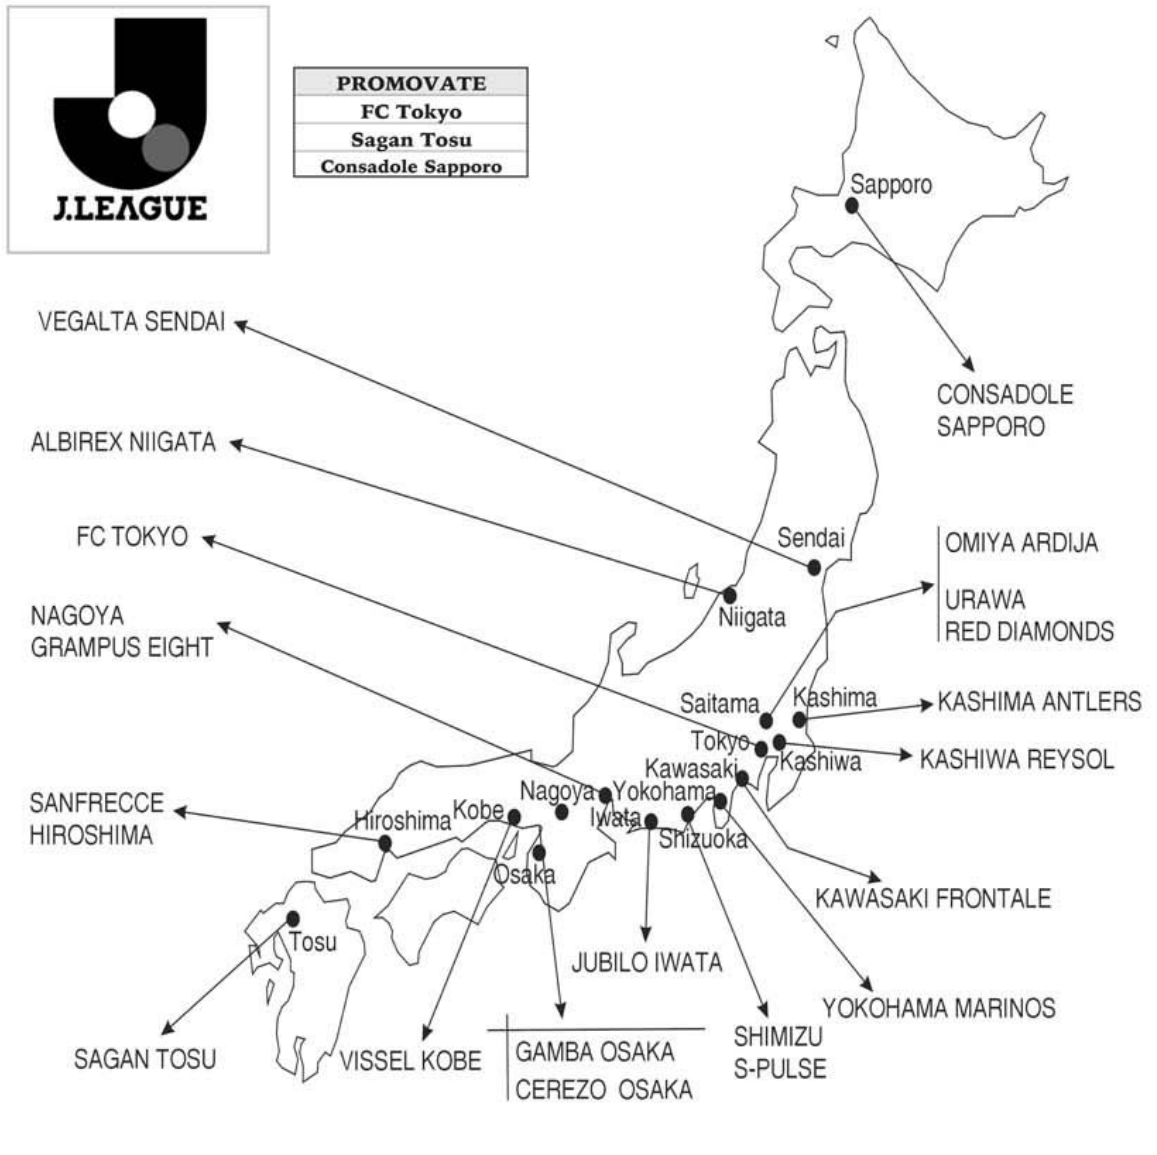 J.LEAGUE
PROMOVATE
FC Tokyo
Sagan Tosu
Consadole Sapporo
Sapporo
CONSADOLE
SAPPORO
VEGALTA SENDAI
ALBIREX NIIGATA
FC TOKYO
NAGOYA
GRAMPUS EIGHT
SANFRECCE
HIROSHIMA
Sendai
Niigata
OMIYA ARDIJA
URAWA
RED DIAMONDS
Saitama
Kashima
KASHIMA ANTLERS
Tokyo
Kashiwa
KASHIWA REYSOL
Kawasaki
Nagoya
Yokohama
Kobe
Iwata
Hiroshima
Shizuoka
Osaka
KAWASAKI FRONTALE
Tosu
JUBILO IWATA
YOKOHAMA MARINOS
SAGAN TOSU
VISSEL KOBE
GAMBA OSAKA
CEREZO OSAKA
SHIMIZU
S-PULSE